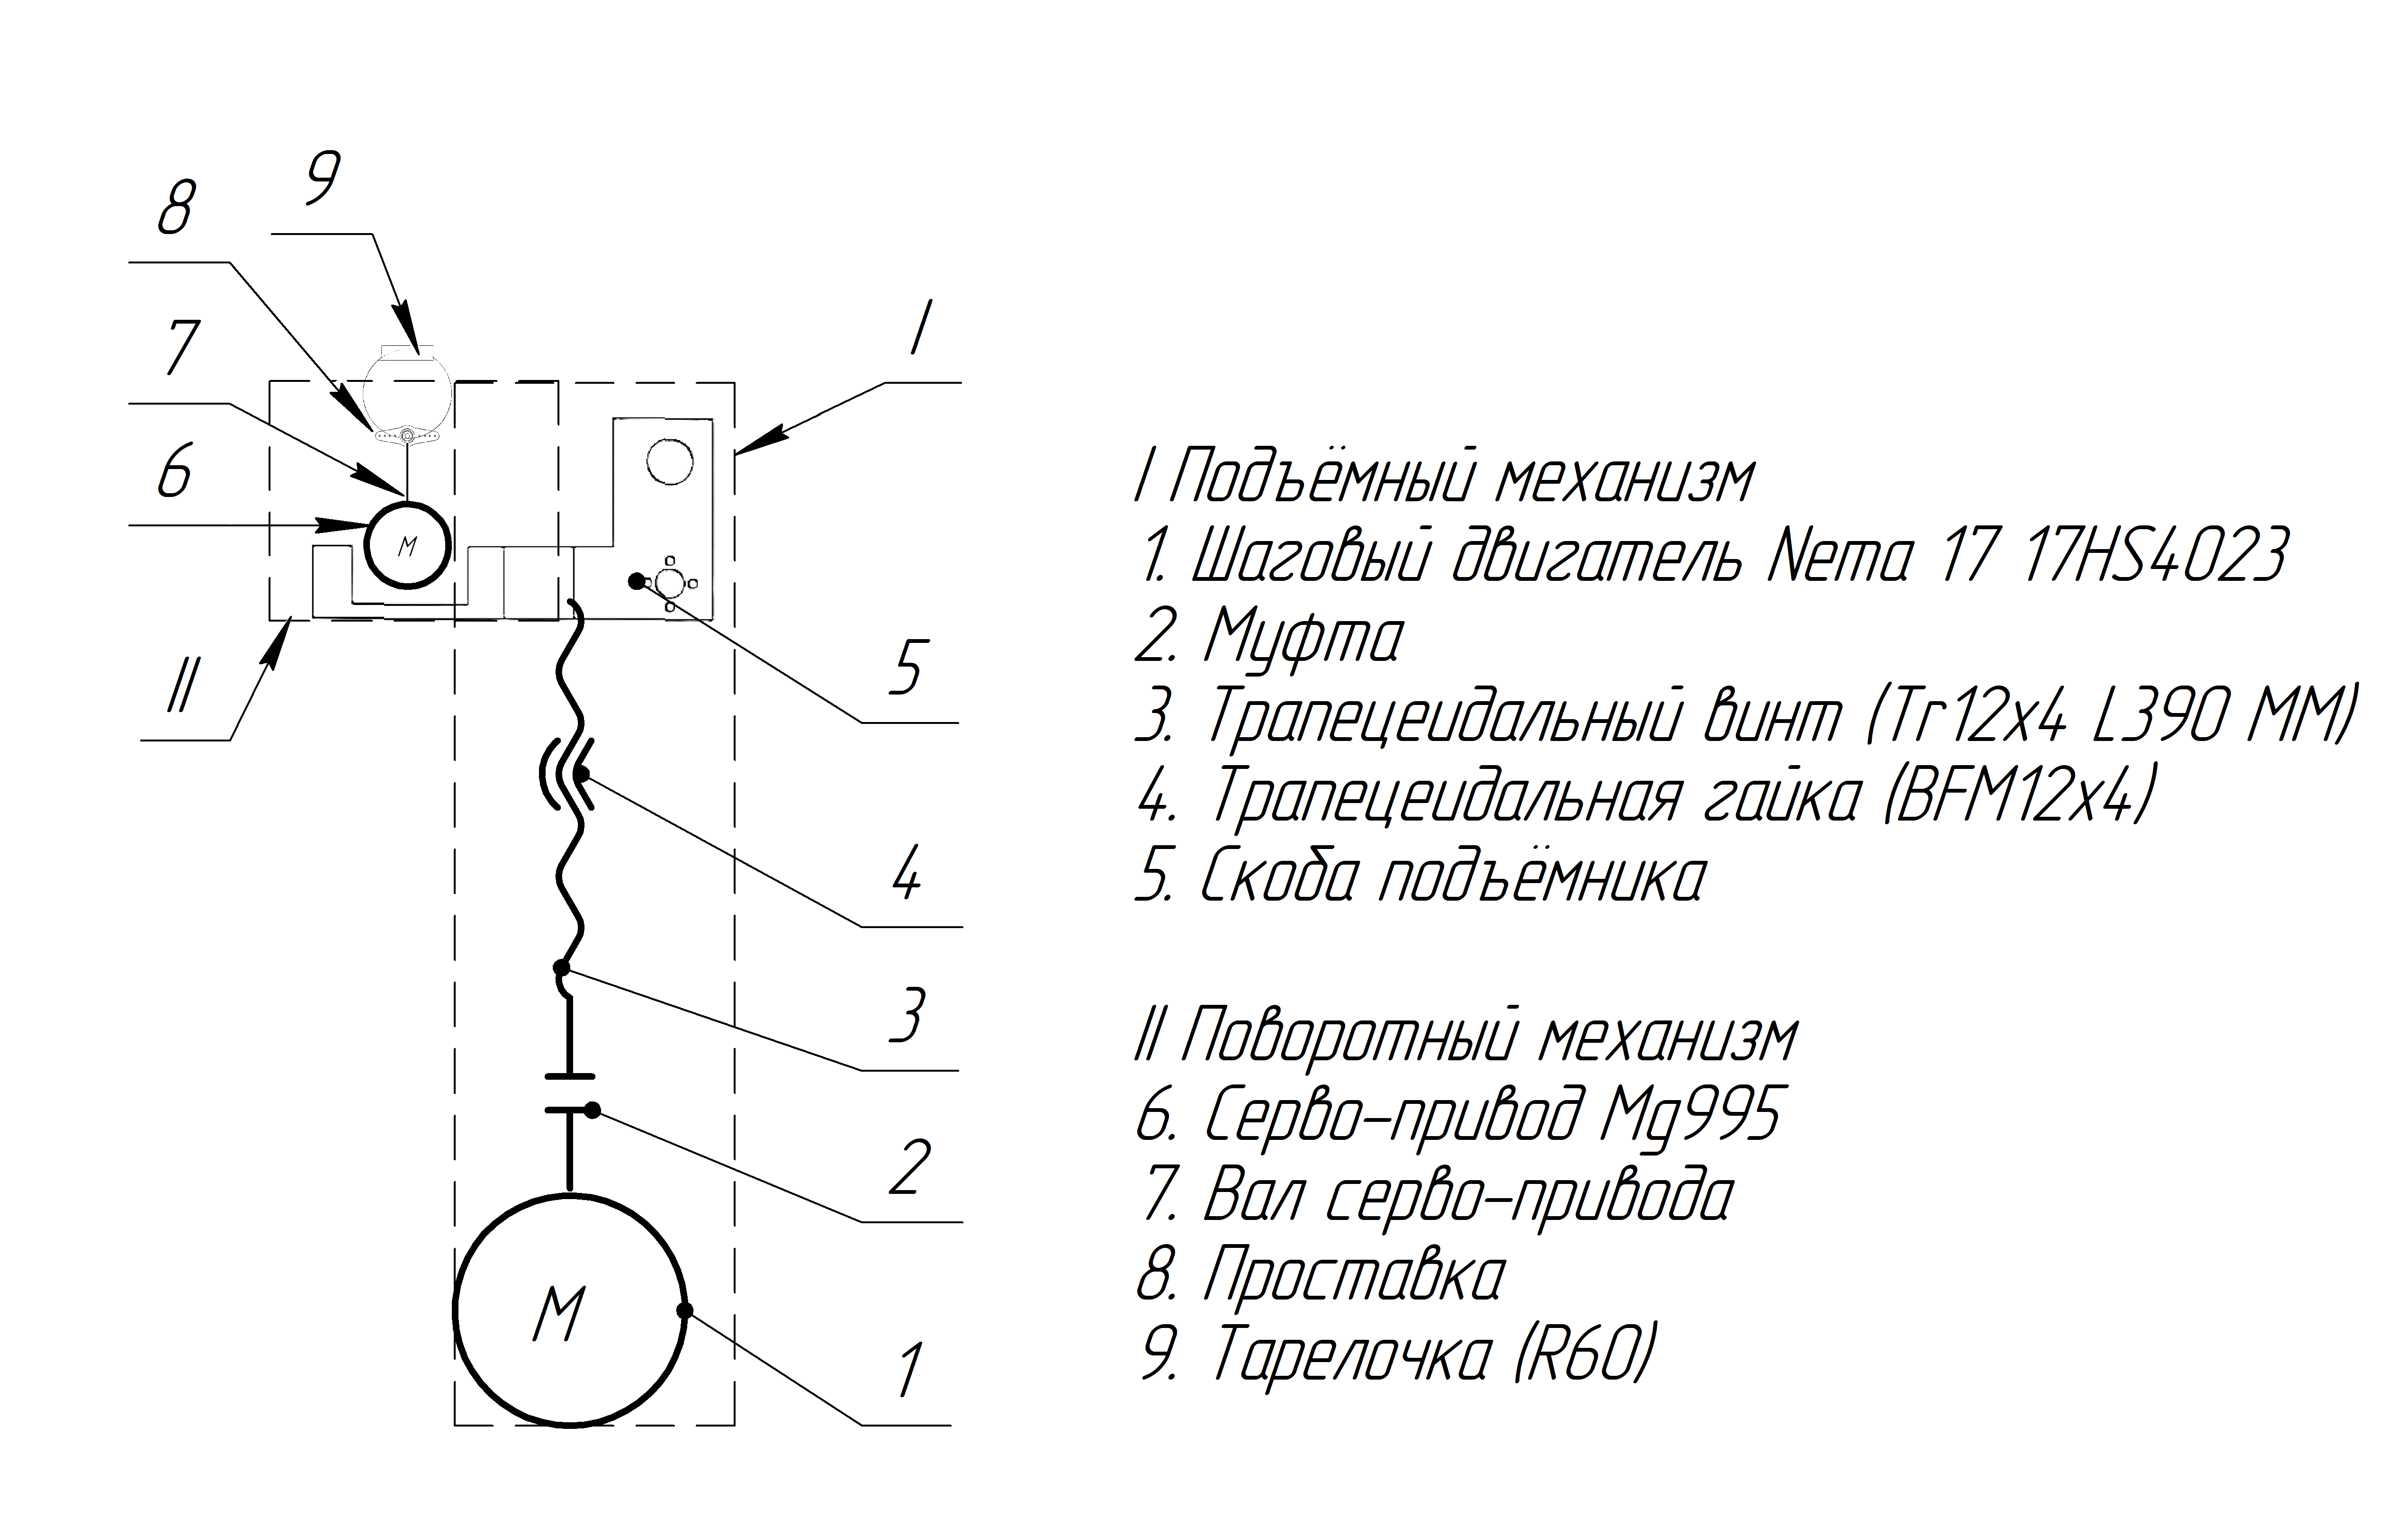 9
8
7
6
I
II
5
4
3
2
1
М
М
I Подъёмный механизм
1. Шаговый двигатель Nema 17 17HS4023
2. Муфта
3. Трапецеидальный винт (Tr12x4 L390 ММ)
4. Трапецеидальная гайка (BFM12x4)
5. Скоба подъёмника
II Поворотный механизм
6. Серво-привод Mg995
7. Вал серво-привода
8. Проставка
9. Тарелочка (R60)